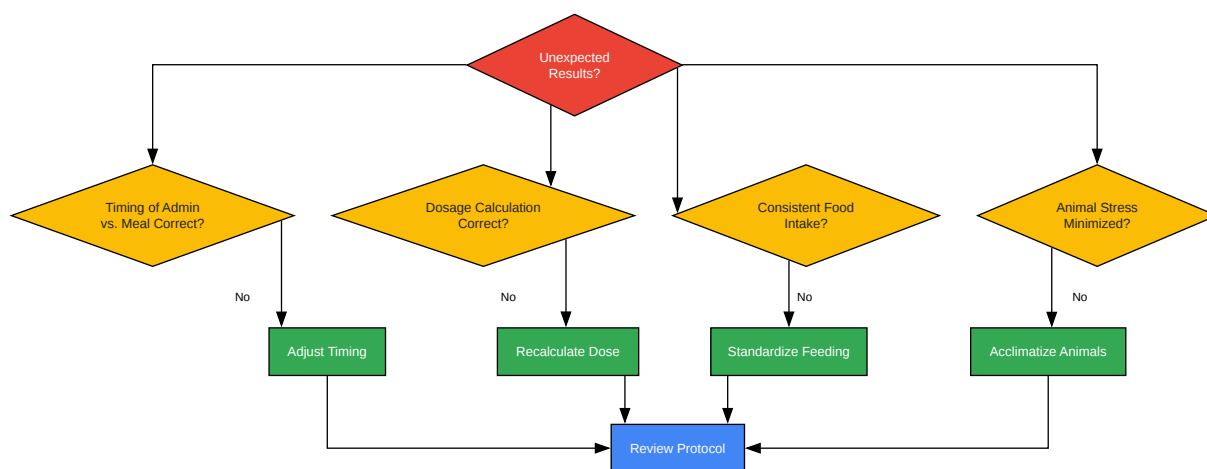 Unexpected
Results?
Timing of Admin
vs. Meal Correct?
Dosage Calculation
Correct?
Consistent Food
Intake?
Animal Stress
Minimized?
No
No
No
No
Adjust Timing
Recalculate Dose
Standardize Feeding
Acclimatize Animals
Review Protocol